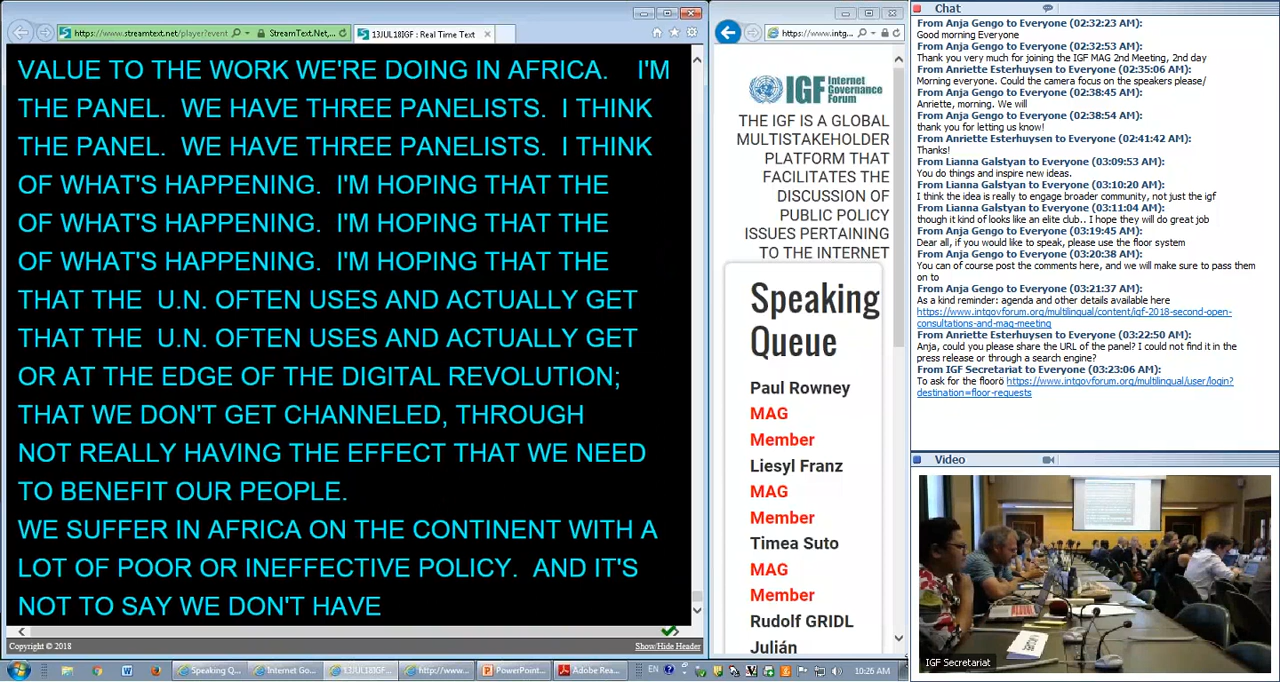 https://www.streamtext.net/player?event
StreamText.Net,...
13JUL18IGF : Real Time Text
VALUE TO THE WORK WE'RE DOING IN AFRICA.    I'M
THE PANEL.  WE HAVE THREE PANELISTS.  I THINK
THE PANEL.  WE HAVE THREE PANELISTS.  I THINK
OF WHAT'S HAPPENING.  I'M HOPING THAT THE
OF WHAT'S HAPPENING.  I'M HOPING THAT THE
OF WHAT'S HAPPENING.  I'M HOPING THAT THE
THAT THE  U.N. OFTEN USES AND ACTUALLY GET
THAT THE  U.N. OFTEN USES AND ACTUALLY GET
OR AT THE EDGE OF THE DIGITAL REVOLUTION;
THAT WE DON'T GET CHANNELED, THROUGH
NOT REALLY HAVING THE EFFECT THAT WE NEED
TO BENEFIT OUR PEOPLE.
WE SUFFER IN AFRICA ON THE CONTINENT WITH A
LOT OF POOR OR INEFFECTIVE POLICY.  AND IT'S
NOT TO SAY WE DON'T HAVE
Copyright © 2018
Show/Hide Header
https://www.intg...
IGF Internet
Governance
Forum
THE IGF IS A GLOBAL
MULTISTAKEHOLDER
PLATFORM THAT
FACILITATES THE
DISCUSSION OF
PUBLIC POLICY
ISSUES PERTAINING
TO THE INTERNET
Speaking
Queue
Paul Rowney
MAG
Member
Liesyl Franz
MAG
Member
Timea Suto
MAG
Member
Rudolf GRIDL
Julián
Chat
From Anja Gengo to Everyone (02:32:23 AM):
Good morning Everyone
From Anja Gengo to Everyone (02:32:53 AM):
Thank you very much for joining the IGF MAG 2nd Meeting, 2nd day
From Anriette Esterhuysen to Everyone (02:35:06 AM):
Morning everyone. Could the camera focus on the speakers please/
From Anja Gengo to Everyone (02:38:45 AM):
Anriette, morning. We will
From Anja Gengo to Everyone (02:38:54 AM):
thank you for letting us know!
From Anriette Esterhuysen to Everyone (02:41:42 AM):
Thanks!
From Lianna Galstyan to Everyone (03:09:53 AM):
You do things and inspire new ideas.
From Lianna Galstyan to Everyone (03:10:20 AM):
I think the idea is really to engage broader community, not just the igf
From Lianna Galstyan to Everyone (03:11:04 AM):
though it kind of looks like an elite club.. I hope they will do great job
From Anja Gengo to Everyone (03:19:45 AM):
Dear all, if you would like to speak, please use the floor system
From Anja Gengo to Everyone (03:20:38 AM):
You can of course post the comments here, and we will make sure to pass them
on to
From Anja Gengo to Everyone (03:21:37 AM):
As a kind reminder: agenda and other details available here
https://www.intgovforum.org/multilingual/content/igf-2018-second-open-
consultations-and-mag-meeting
From Anriette Esterhuysen to Everyone (03:22:50 AM):
Anja, could you please share the URL of the panel? I could not find it in the
press release or through a search engine?
From IGF Secretariat to Everyone (03:23:06 AM):
To ask for the floorö https://www.intgovforum.org/multilingual/user/login?
destination=floor-requests
Video
IGF Secretariat
Speaking Q...
Internet Go...
13JUL18IGF...
http://www...
PowerPoint...
Adobe Rea...
EN
10:26 AM